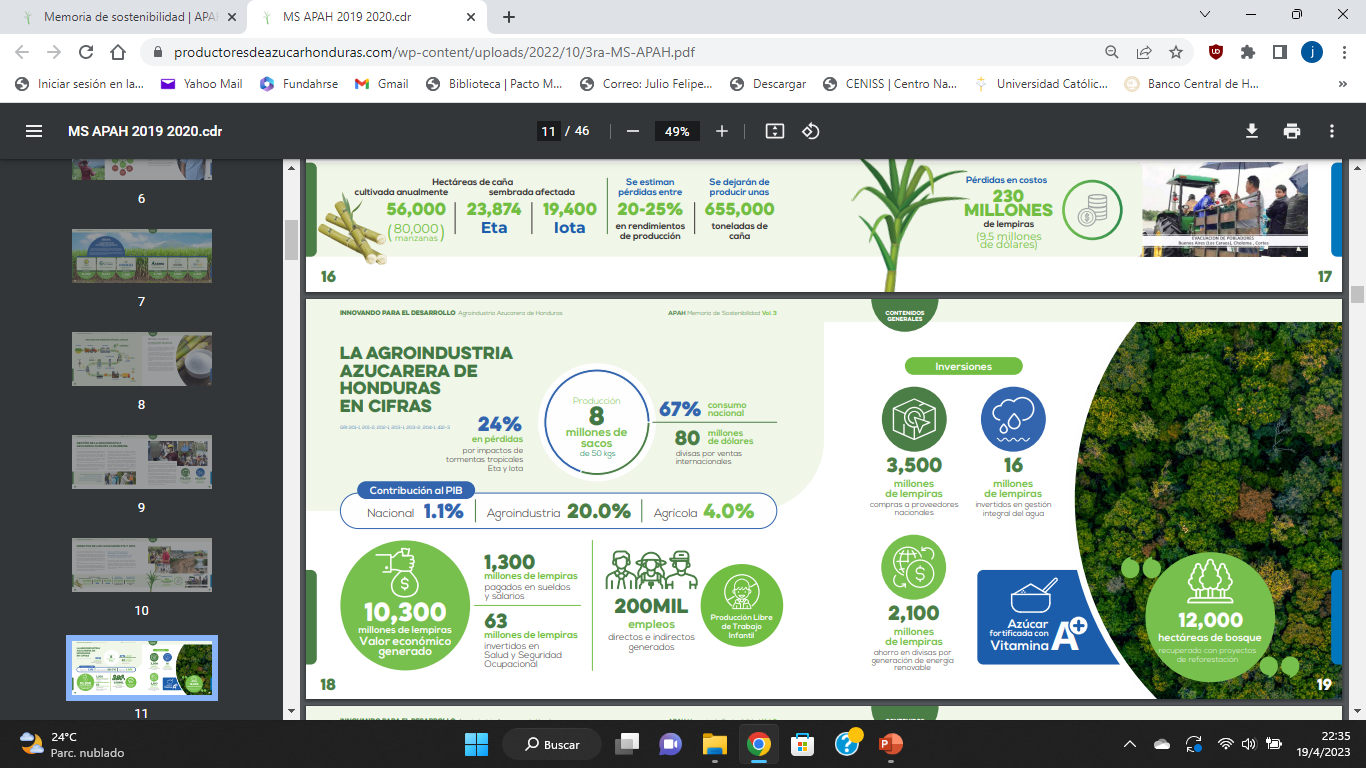 Memoria de sostenibilidad | APAH
MS APAH 2019 2020.cdr
productoresdeazucarhonduras.com/wp-content/uploads/2022/10/3ra-MS-APAH.pdf
j
Iniciar sesión en la...
Yahoo Mail
Fundahrse
Gmail
Biblioteca | Pacto M...
Correo: Julio Felipe...
Descargar
CENISS | Centro Na...
Universidad Católic...
Banco Central de H...
»
MS APAH 2019 2020.cdr
11 / 46
49%
6
7
8
9
10
11
Hectáreas de caña
cultivada anualmente
sembrada afectada
56,000
(80,000)
manzanas
23,874
Eta
19,400
Iota
Se estiman
pérdidas entre
20-25%
en rendimientos
de producción
Se dejarán de
producir unas
655,000
toneladas de
caña
16
Pérdidas en costos
230
MILLONES
de lempiras
(9.5 millones
de dólares)
EVACUACIÓN DE POBLADORES
Buenos Aires (Los Caraos), Choloma , Cortes
17
INNOVANDO PARA EL DESARROLLO Agroindustria Azucarera de Honduras
APAH Memoria de Sostenibilidad Vol.3
LA AGROINDUSTRIA
AZUCARERA DE
HONDURAS
EN CIFRAS
24%
en pérdidas
por impactos de
tormentas tropicales
Eta y Iota
Producción
8
millones de
sacos
de 50 kgs
67% consumo
nacional
80 millones
de dólares
divisas por ventas
internacionales
Contribución al PIB
Nacional 1.1%
Agroindustria 20.0%
Agrícola 4.0%
10,300
millones de lempiras
Valor económico
generado
1,300
millones de lempiras
pagados en sueldos
y salarios
63
millones de lempiras
invertidos en
Salud y Seguridad
Ocupacional
200MIL
empleos
directos e indirectos
generados
Producción Libre
de Trabajo
Infantil
18
CONTENIDOS
GENERALES
Inversiones
3,500
millones
de lempiras
compras a proveedores
nacionales
16
millones
de lempiras
invertidos en gestión
integral del agua
2,100
millones
de lempiras
ahorro en divisas por
generación de energía
renovable
Azúcar
fortificada con
Vitamina A+
12,000
hectáreas de bosque
recuperado con proyectos
de reforestación
19
24°C
Parc. nublado
Buscar
22:35
19/4/2023